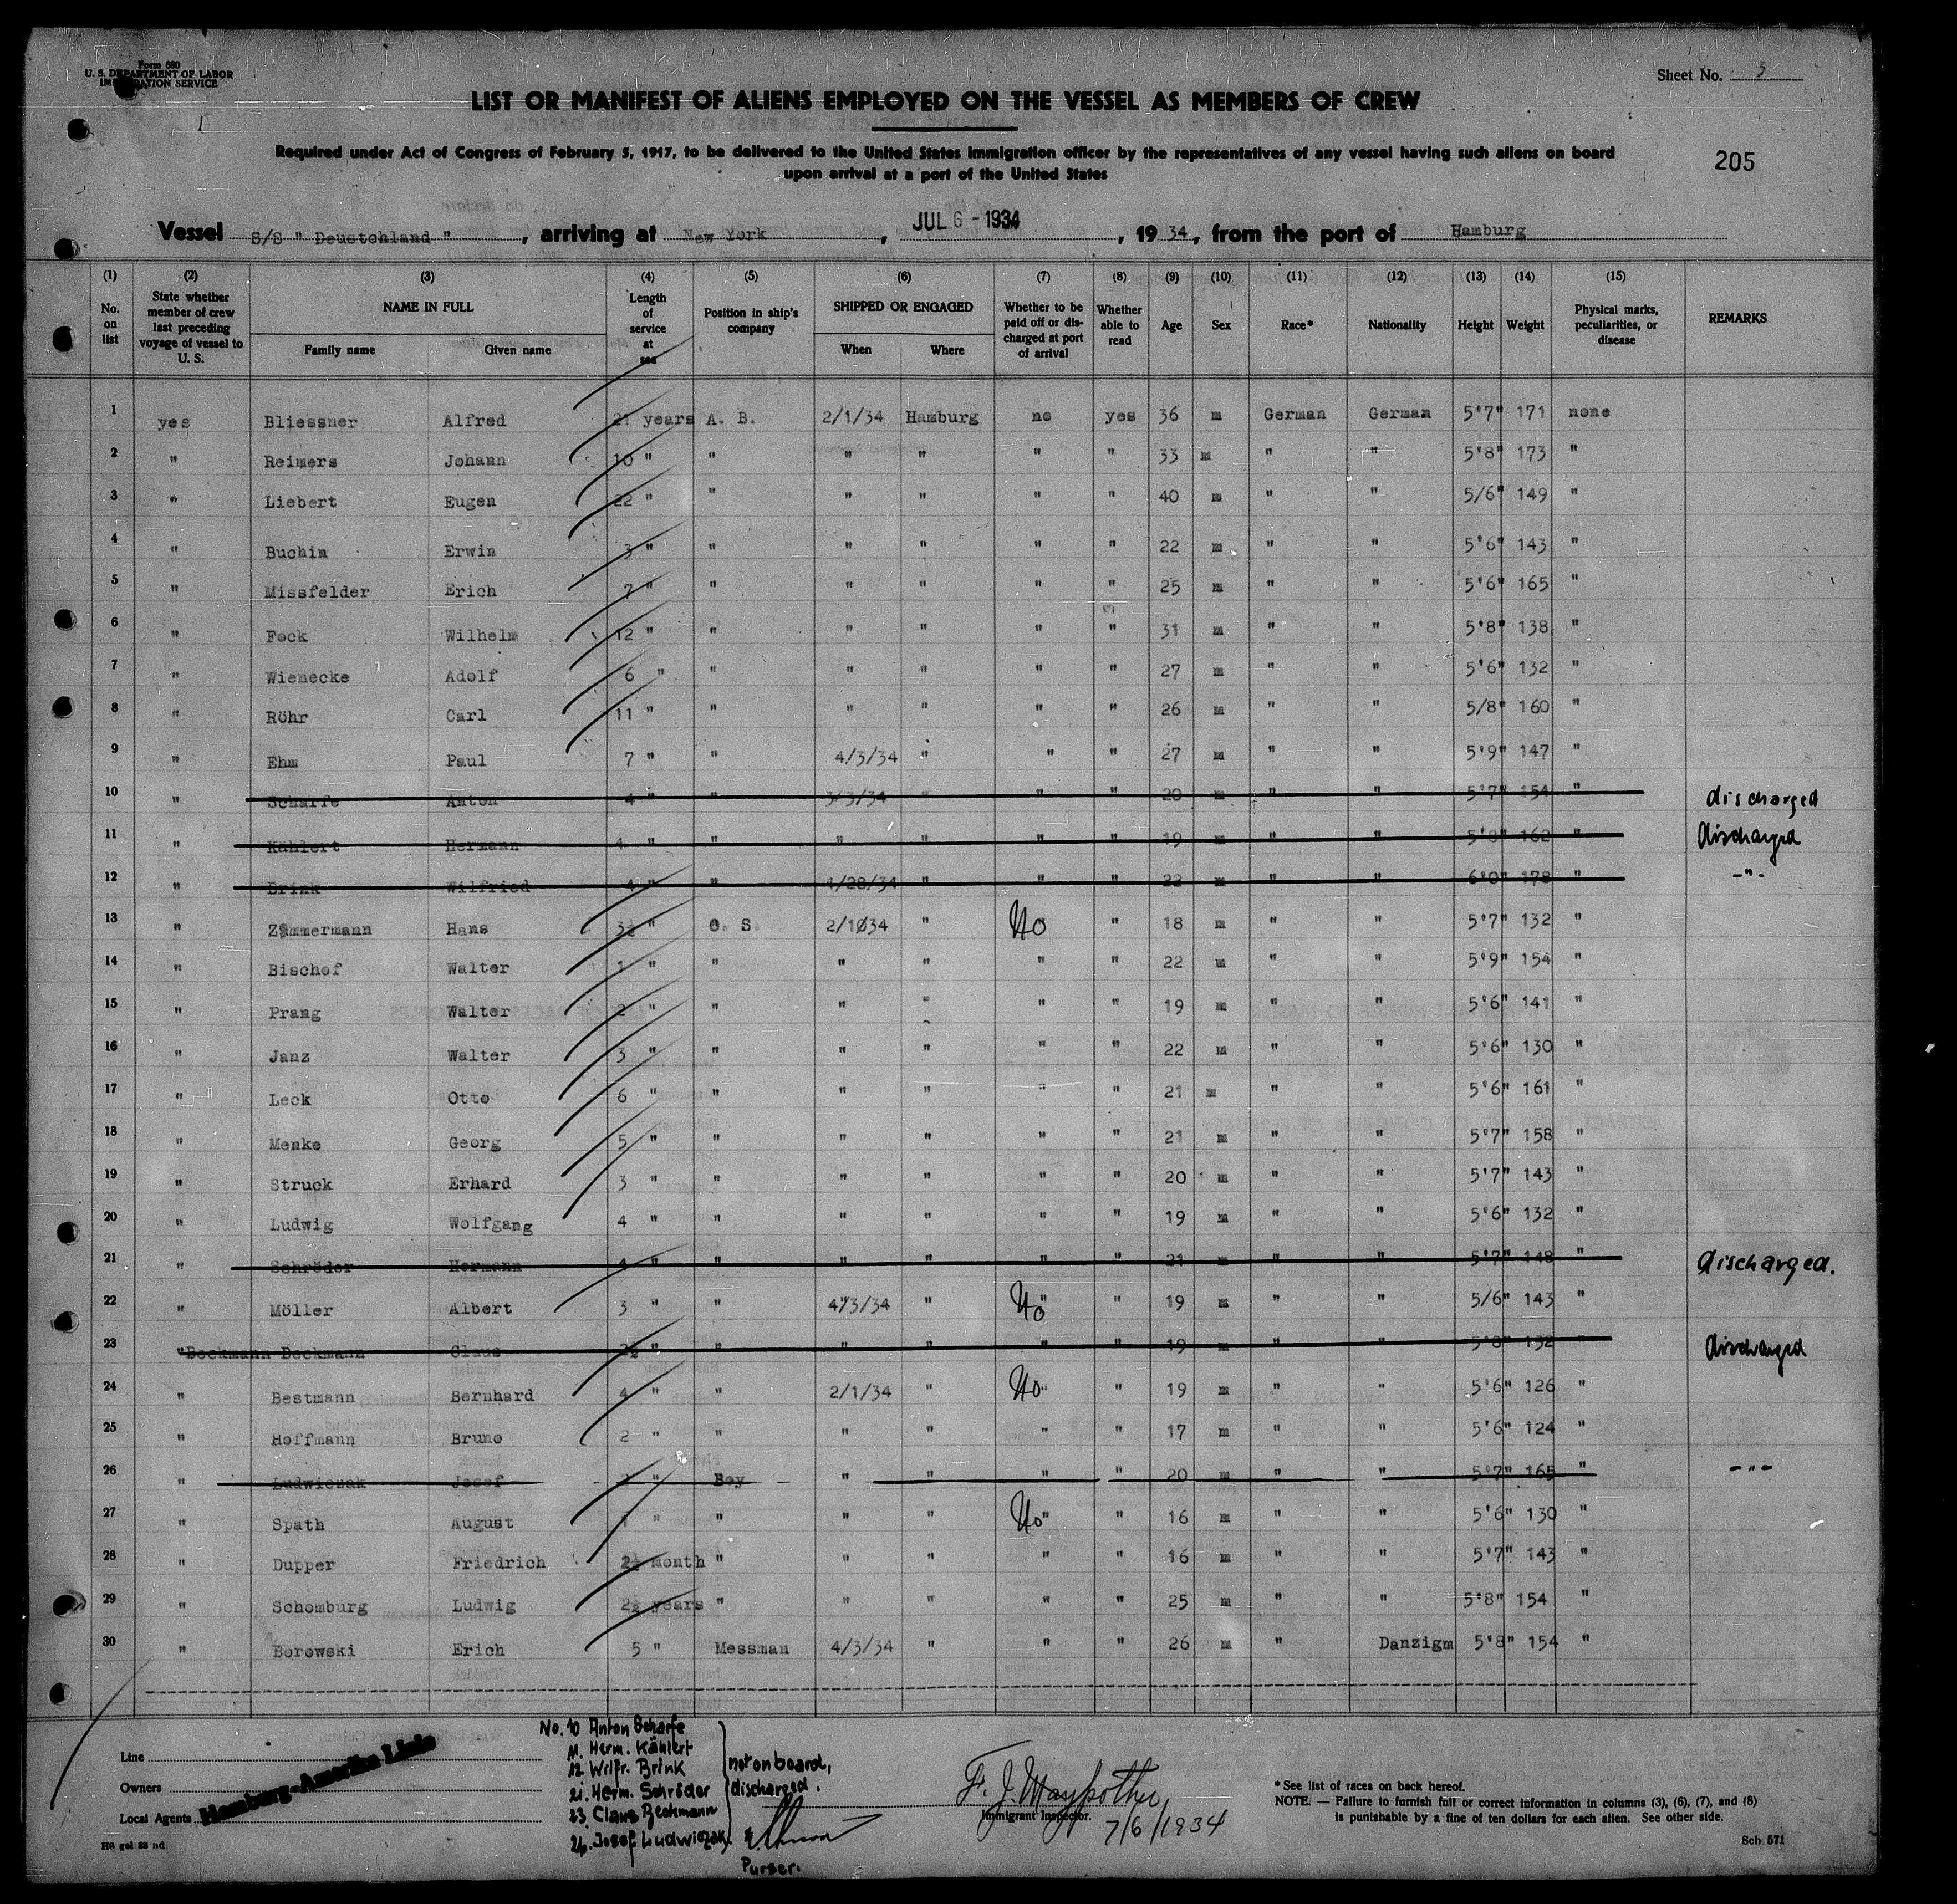 Form 680
U. S. DEPARTMENT OF LABOR
IMMIGRATION SERVICE
Sheet No. 3
LIST OR MANIFEST OF ALIENS EMPLOYED ON THE VESSEL AS MEMBERS OF CREW
Required under Act of Congress of February 5, 1917, to be delivered to the United States Immigration officer by the representatives of any vessel having such aliens on board
upon arrival at a port of the United States
205
Vessel S/S " Deustchland " , arriving at New York , JUL 6 - 1934 , 19 34, from the port of Hamburg
(1) (2) (3) (4) (5) (6) (7) (8) (9) (10) (11) (12) (13) (14) (15)
No. on list State whether member of crew last preceding voyage of vessel to U. S. NAME IN FULL Family name Given name Length of service at sea Position in ship's company SHIPPED OR ENGAGED When Where Whether to be paid off or discharged at port of arrival Whether able to read Age Sex Race* Nationality Height Weight Physical marks, peculiarities, or disease REMARKS
1 yes Bliessner Alfred years A. B. 2/1/34 Hamburg no yes 36 m German German 5'7" 171 none
2 " Reimers Johann 10 " " " " " " 33 m " " 5'8" 173 "
3 " Liebert Eugen 22 " " " " " " 40 m " " 5/6" 149 "
4 " Buchin Erwin 3 " " " " " " 22 m " " 5'6" 143 "
5 " Missfelder Erich 7 " " " " " " 25 m " " 5'6" 165 "
6 " Fock Wilhelm 12 " " " " " " 31 m " " 5'8" 138 "
7 " Wienecke Adolf 6 " " " " " " 27 m " " 5'6" 132 "
8 " Röhr Carl 11 " " " " " " 26 m " " 5/8" 160 "
9 " Ehm Paul 7 " " 4/3/34 " " " 27 m " " 5'9" 147 "
10 " Scharfe Anton 4 " " 3/3/34 " " " 20 m " " 5'7" 154 " discharged
11 " Kählert Hermann 4 " " " " " " 19 m " " 5'8" 162 " discharged
12 " Brink Wilfried 4 " " 4/28/34 " " " 22 m " " 6'0" 178 " -"-
13 " Zimmermann Hans 3½ " O. S. 2/1034 " No " 18 m " " 5'7" 132 "
14 " Bischof Walter 1 " " " " " " 22 m " " 5'9" 154 "
15 " Prang Walter 2 " " " " " " 19 m " " 5'6" 141 "
16 " Janz Walter 3 " " " " " " 22 m " " 5'6" 130 "
17 " Leck Otto 6 " " " " " " 21 m " " 5'6" 161 "
18 " Menke Georg 5 " " " " " " 21 m " " 5'7" 158 "
19 " Struck Erhard 3 " " " " " " 20 m " " 5'7" 143 "
20 " Ludwig Wolfgang 4 " " " " " " 19 m " " 5'6" 132 "
21 " Schröder Hermann 4 " " " " " " 21 m " " 5'7" 148 " discharged.
22 " Möller Albert 3 " " 4/3/34 " No " 19 m " " 5/6" 143 "
23 " Beckmann Beckmann Claus 2½ " " " " " " 19 m " " 5'8" 132 " discharged
24 " Bestmann Bernhard 4 " " 2/1/34 " No " 19 m " " 5'6" 126 "
25 " Hoffmann Bruno 2 " " " " " " 17 m " " 5'6" 124 "
26 " Ludwiczak Josef " Boy " " " " 20 m " " 5'7" 165 " -"-
27 " Späth August " " " " No " 16 m " " 5'6" 130 "
28 " Dupper Friedrich 2½ month " " " " " 16 m " " 5'7" 143 "
29 " Schomburg Ludwig 2½ years " " " " " 25 m " " 5'8" 154 "
30 " Borowski Erich 5 " Messman 4/3/34 " " " 26 m " Danzigm 5'8" 154 "
Line
Owners
Local Agents
Hamburg-Amerika Linie
HR gel 88 nd
No. 10 Anton Scharfe
11. Herm. Kählert
12 Wilfr. Brink
21. Herm. Schröder
23. Claus Beckmann
26. Josef Ludwiczak.
not on board,
discharged.
Purser.
F. J. Maypother
Immigrant Inspector.
7/6/1934
* See list of races on back hereof.
NOTE. — Failure to furnish full or correct information in columns (3), (6), (7), and (8)
is punishable by a fine of ten dollars for each alien. See other side.
Sch 571